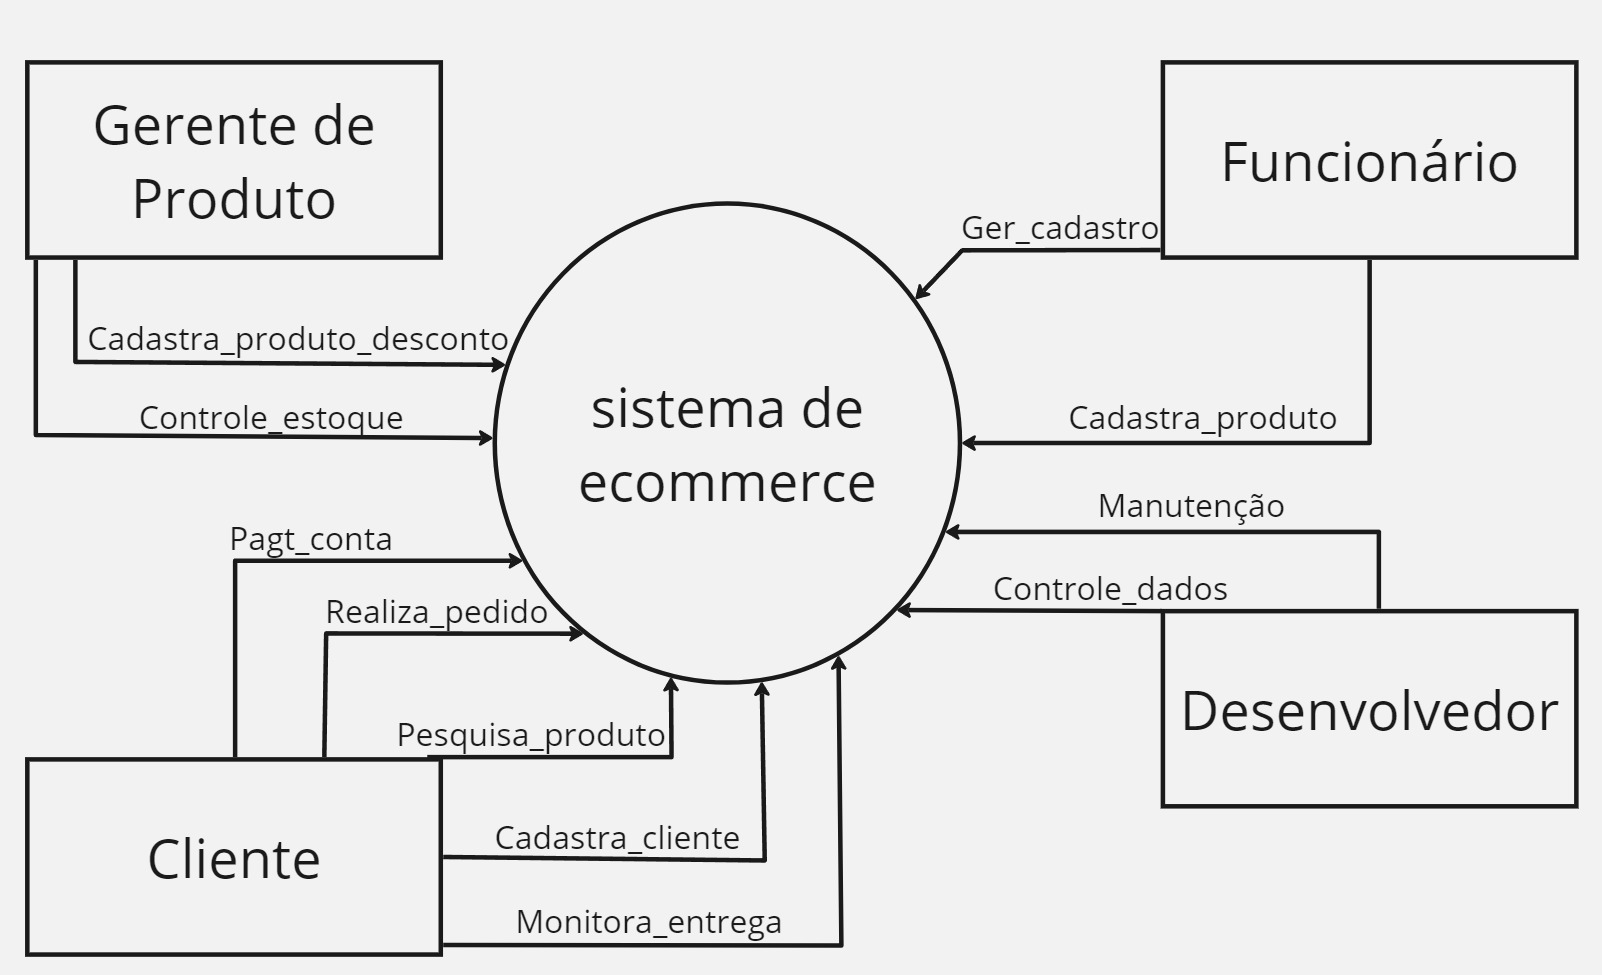 Gerente de
Produto
Funcionário
Ger_cadastro
Cadastra_produto_desconto
Controle_estoque
sistema de
ecommerce
Cadastra_produto
Manutenção
Pagt_conta
Controle_dados
Realiza_pedido
Desenvolvedor
Pesquisa_produto
Cadastra_cliente
Cliente
Monitora_entrega